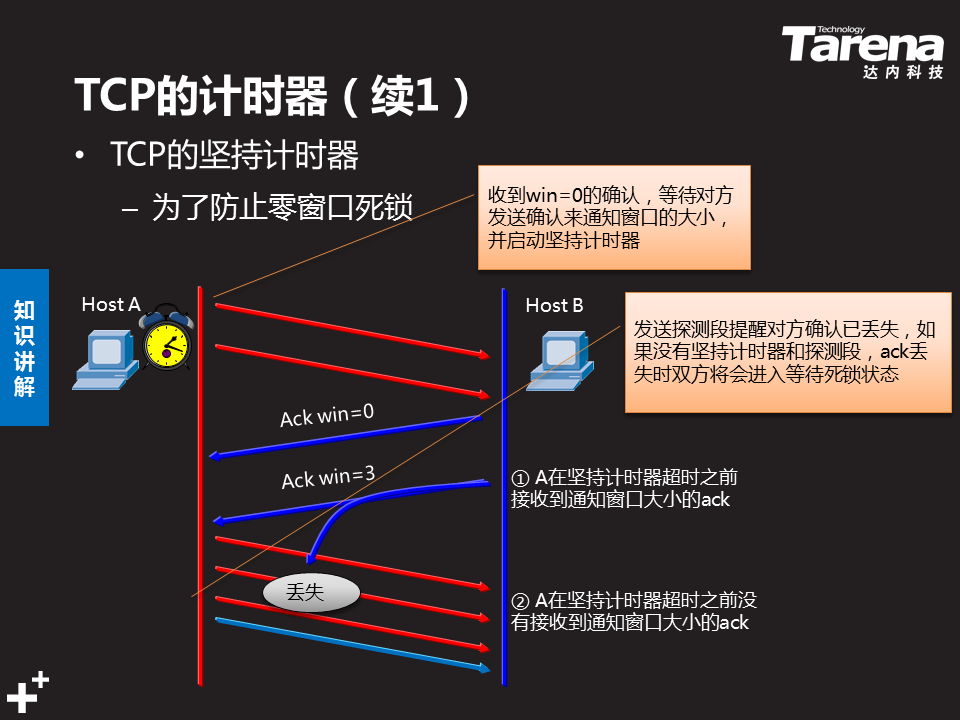 Technology
Tarena
达内科技
TCP的计时器（续1）
• TCP的坚持计时器
– 为了防止零窗口死锁
收到win=0的确认，等待对方
发送确认来通知窗口的大小，
并启动坚持计时器
知
识
讲
解
Host A
Host B
发送探测段提醒对方确认已丢失，如
果没有坚持计时器和探测段，ack丢
失时双方将会进入等待死锁状态
Ack win=0
Ack win=3
① A在坚持计时器超时之前
接收到通知窗口大小的ack
丢失
② A在坚持计时器超时之前没
有接收到通知窗口大小的ack